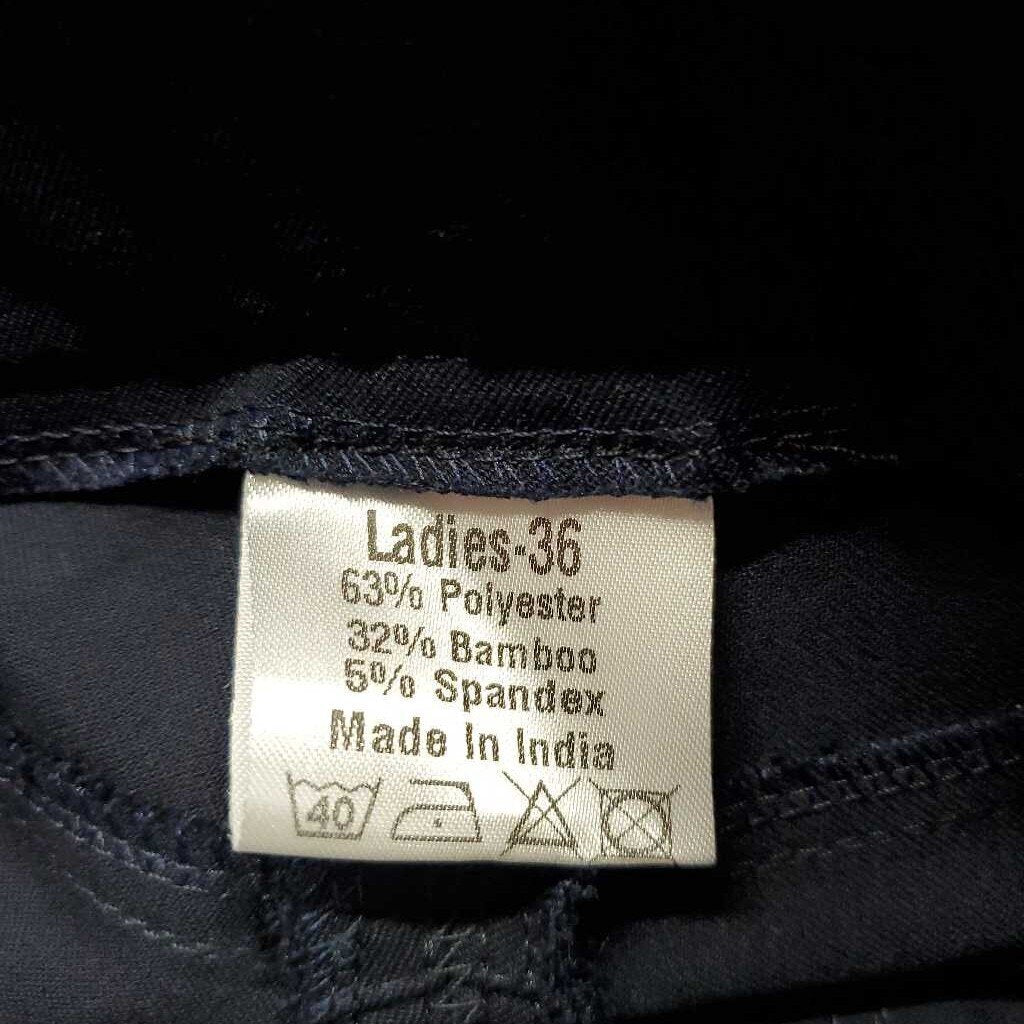 Ladies-36
63% Polyester
32% Bamboo
5% Spandex
Made In India
40